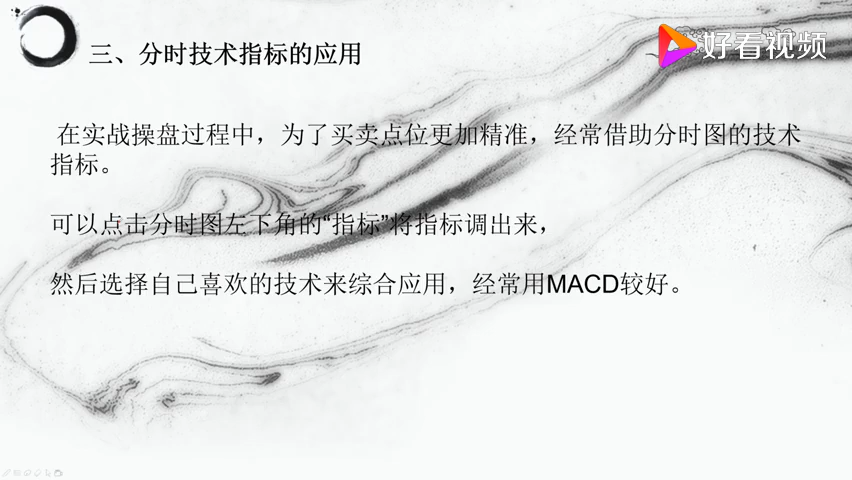 好看视频
三、分时技术指标的应用
在实战操盘过程中，为了买卖点位更加精准，经常借助分时图的技术
指标。
可以点击分时图左下角的“指标”将指标调出来，
然后选择自己喜欢的技术来综合应用，经常用MACD较好。